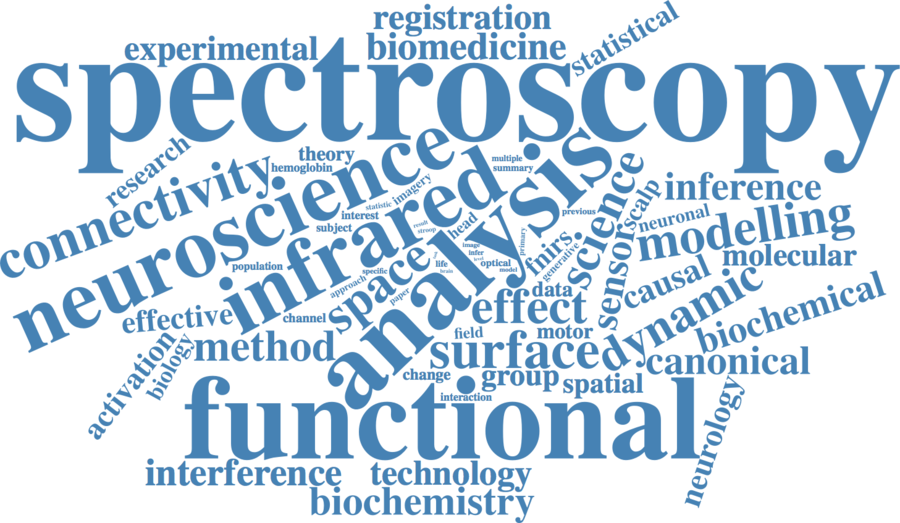 registration
statistical
experimental
biomedicine
spectroscopy
research
theory
hemoglobin
multiple
summary
connectivity
neuroscience
infrared
analysis
science
scalp
inference
statistic
imagery
interest
subject
result
stroop
head
previous
neuronal
modelling
sensor
fnirs
generative
primary
image
infer
level
life
brain
optical
model
molecular
population
approach
specific
paper
space
channel
data
causal
effect
effective
dynamic
biochemical
field
motor
method
surface
canonical
activation
biology
change
group
spatial
interaction
functional
neurology
interference
technology
biochemistry